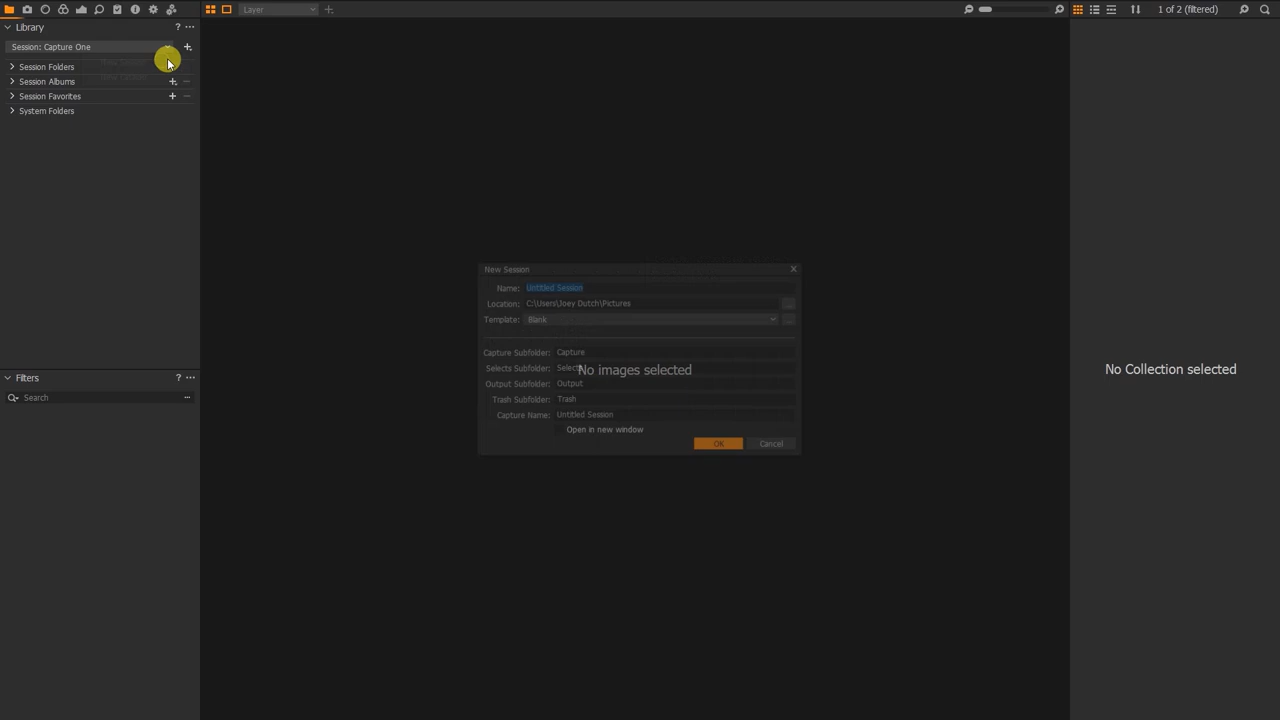 Layer
1 of 2 (filtered)
Library
? ...
Session: Capture One
Session Folders
Session Albums
Session Favorites
System Folders
New Session
Name: Untitled Session
Location: C:\Users\Joey Dutch\Pictures
Template: Blank
Capture Subfolder: Capture
Selects Subfolder: Selects
No images selected
No Collection selected
Output Subfolder: Output
Trash Subfolder: Trash
Capture Name: Untitled Session
Open in new window
OK Cancel
Filters
? ...
Search